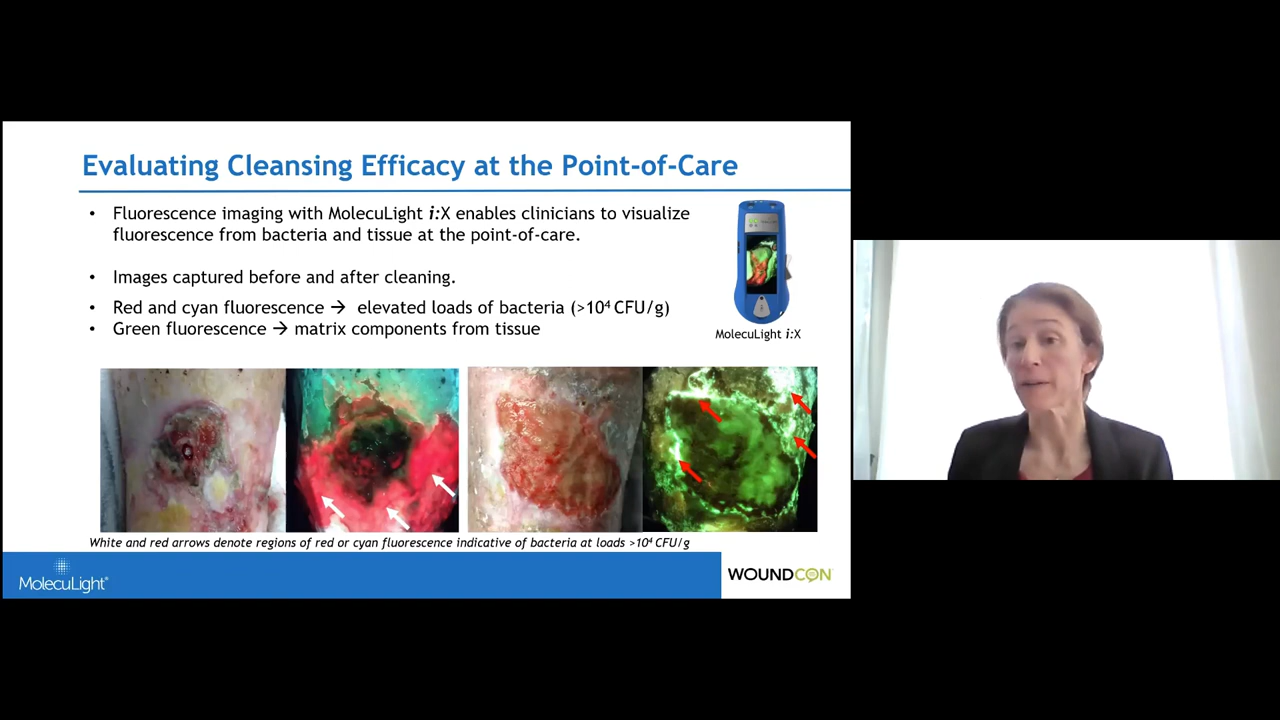 Evaluating Cleansing Efficacy at the Point-of-Care
• Fluorescence imaging with MolecuLight i:X enables clinicians to visualize
fluorescence from bacteria and tissue at the point-of-care.
• Images captured before and after cleaning.
• Red and cyan fluorescence → elevated loads of bacteria (>10⁴ CFU/g)
• Green fluorescence → matrix components from tissue
MolecuLight i:X
White and red arrows denote regions of red or cyan fluorescence indicative of bacteria at loads >10⁴ CFU/g
MolecuLight®
WOUNDCON